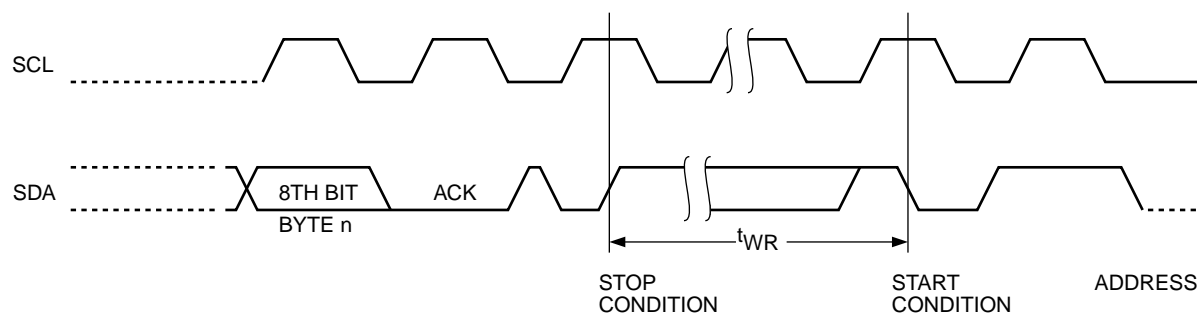 SCL
SDA
8TH BIT
ACK
BYTE n
tWR
STOP
CONDITION
START
CONDITION
ADDRESS